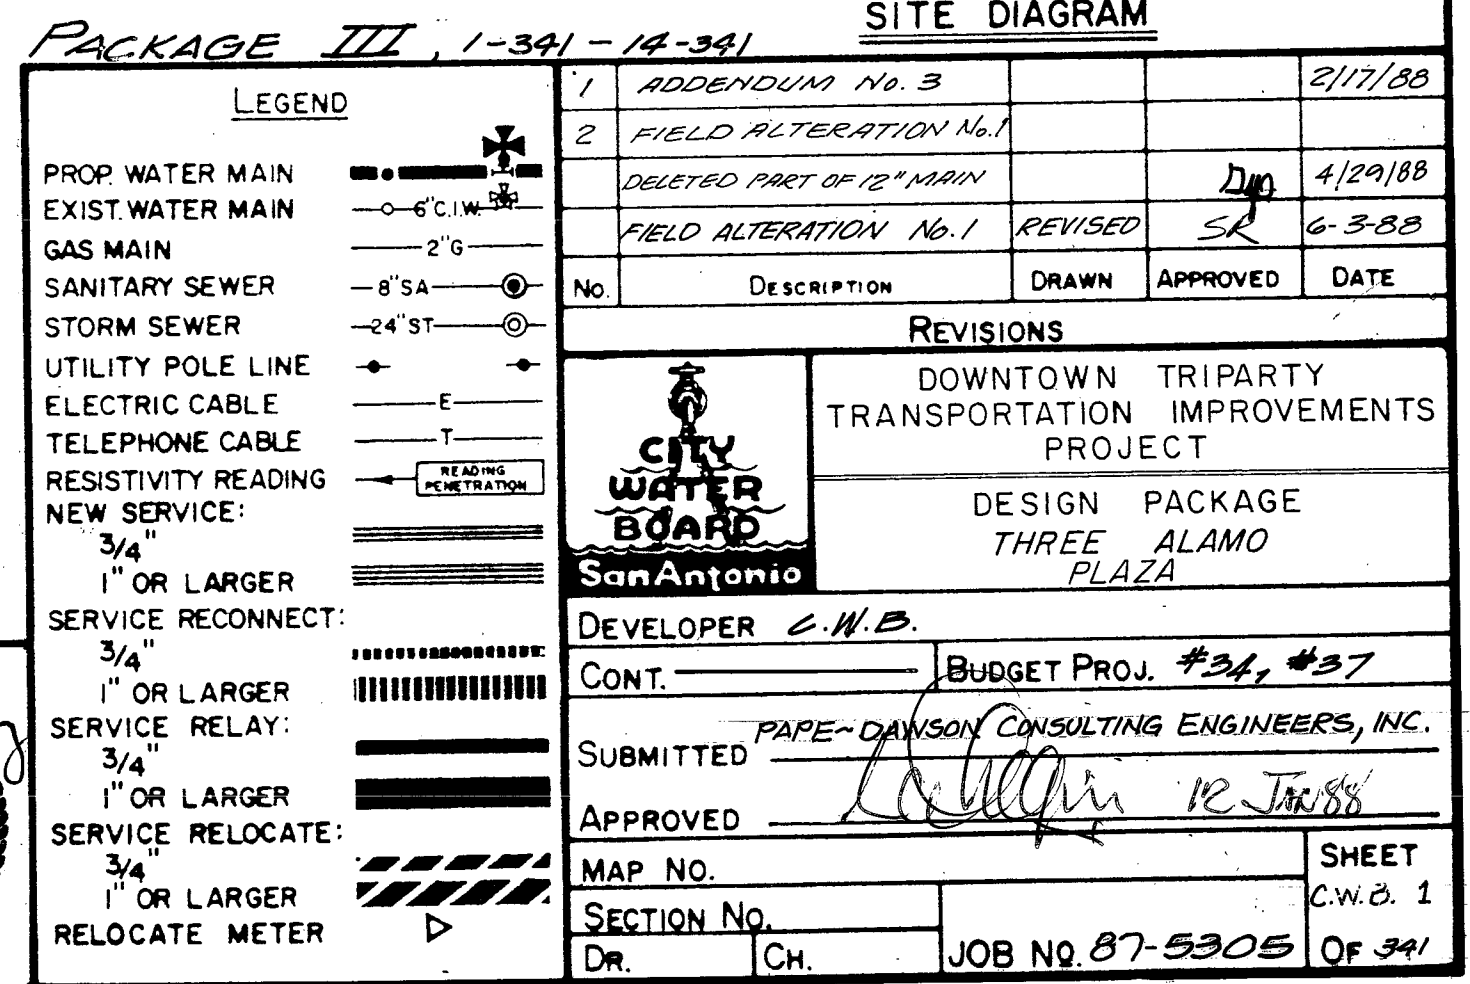 SITE DIAGRAM
PACKAGE III, 1-341-14-341
LEGEND
PROP. WATER MAIN
EXIST. WATER MAIN 6"C.I.W.
GAS MAIN 2"G
SANITARY SEWER 8"SA
STORM SEWER 24"ST
UTILITY POLE LINE
ELECTRIC CABLE E
TELEPHONE CABLE T
RESISTIVITY READING READING
PENETRATION
NEW SERVICE:
3/4"
1" OR LARGER
SERVICE RECONNECT:
3/4"
1" OR LARGER
SERVICE RELAY:
3/4"
1" OR LARGER
SERVICE RELOCATE:
3/4"
1" OR LARGER
RELOCATE METER
1 ADDENDUM No. 3 2/17/88
2 FIELD ALTERATION No.1
DELETED PART OF 12" MAIN 4/29/88
FIELD ALTERATION No. 1 REVISED SR 6-3-88
No. DESCRIPTION DRAWN APPROVED DATE
REVISIONS
CITY
WATER
BOARD
San Antonio
DOWNTOWN TRIPARTY
TRANSPORTATION IMPROVEMENTS
PROJECT
DESIGN PACKAGE
THREE ALAMO
PLAZA
DEVELOPER C.W.B.
CONT. BUDGET PROJ. #34, #37
SUBMITTED PAPE~DAWSON CONSULTING ENGINEERS, INC.
APPROVED 12 JAN 88
MAP NO.
SECTION NO.
DR. CH.
JOB NO. 87-5305
SHEET
C.W.B. 1
OF 341